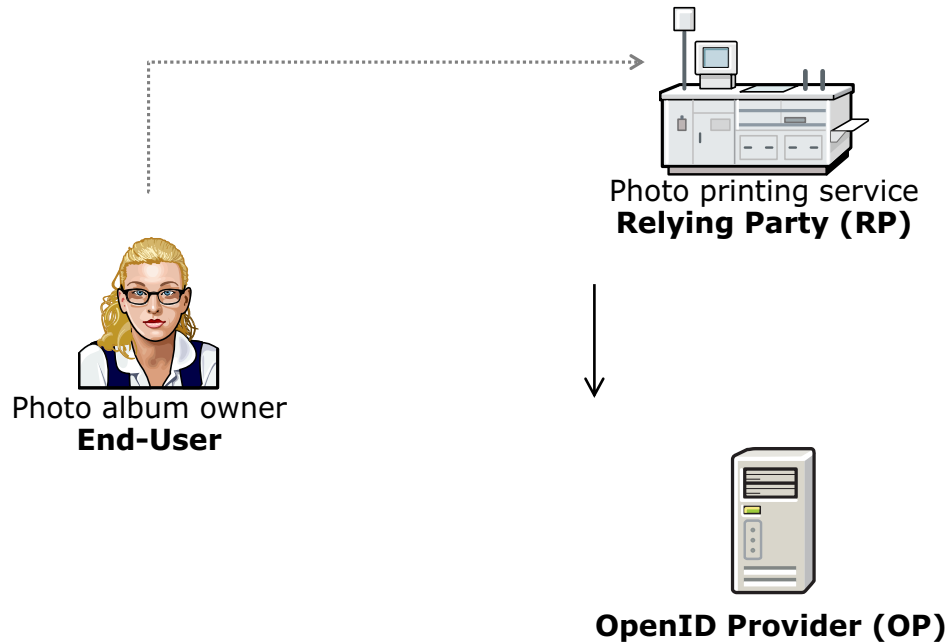 Photo printing service
Relying Party (RP)
Photo album owner
End-User
OpenID Provider (OP)